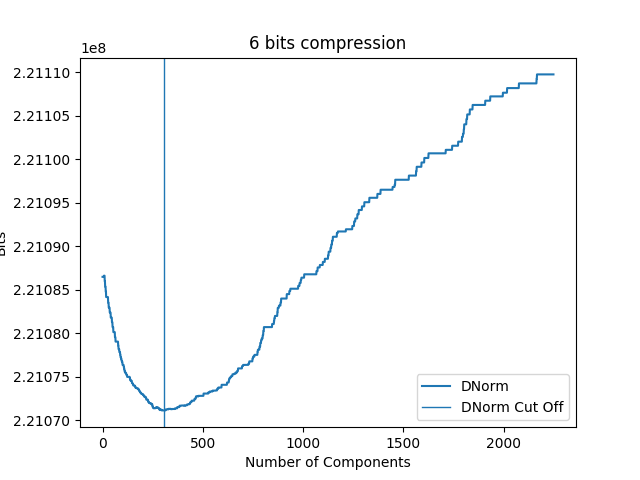 6 bits compression
1e8
2.21110
2.21105
2.21100
2.21095
2.21090
2.21085
2.21080
2.21075
2.21070
Bits
0 500 1000 1500 2000
Number of Components
DNorm
DNorm Cut Off